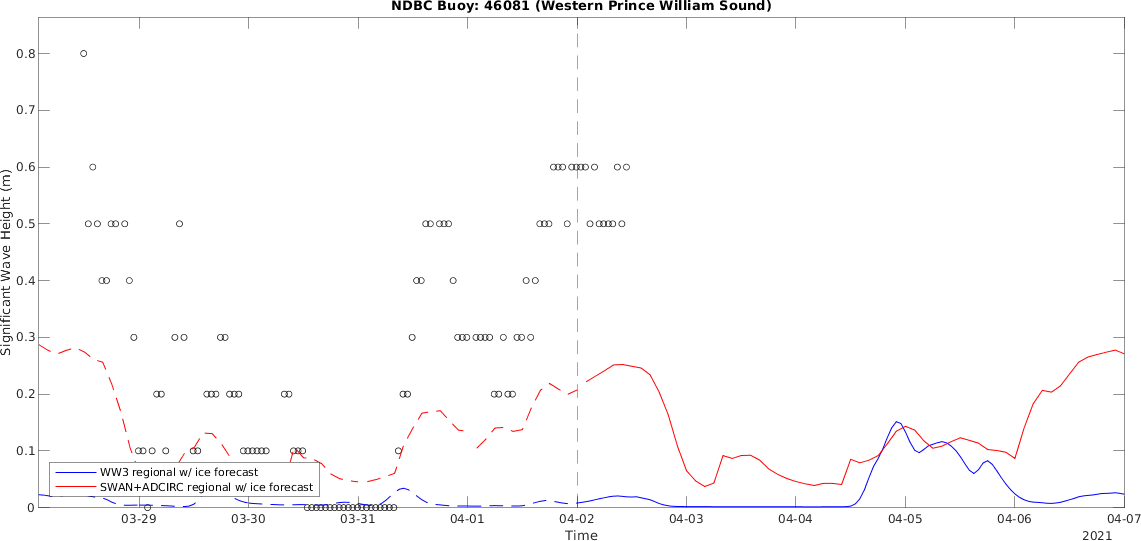 NDBC Buoy: 46081 (Western Prince William Sound)
Significant Wave Height (m)
0.8
0.7
0.6
0.5
0.4
0.3
0.2
0.1
0
WW3 regional w/ ice forecast
SWAN+ADCIRC regional w/ ice forecast
03-29 03-30 03-31 04-01 04-02 04-03 04-04 04-05 04-06 04-07
Time
2021